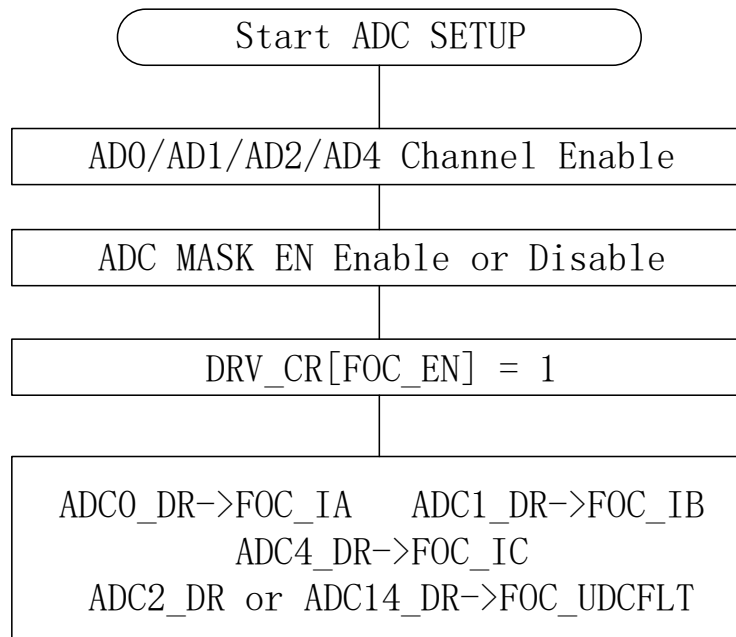 Start ADC SETUP
AD0/AD1/AD2/AD4 Channel Enable
ADC MASK EN Enable or Disable
DRV_CR[FOC_EN] = 1
ADC0_DR->FOC_IA ADC1_DR->FOC_IB
ADC4_DR->FOC_IC
ADC2_DR or ADC14_DR->FOC_UDCFLT